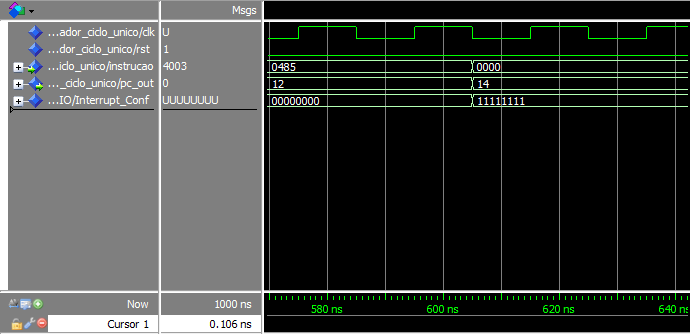 Msgs
...ador_ciclo_unico/clk U
...dor_ciclo_unico/rst 1
...iclo_unico/instrucao 4003 0485 0000
..._ciclo_unico/pc_out 0 12 14
...IO/Interrupt_Conf UUUUUUUU 00000000 11111111
Now 1000 ns 580 ns 600 ns 620 ns 640 ns
Cursor 1 0.106 ns